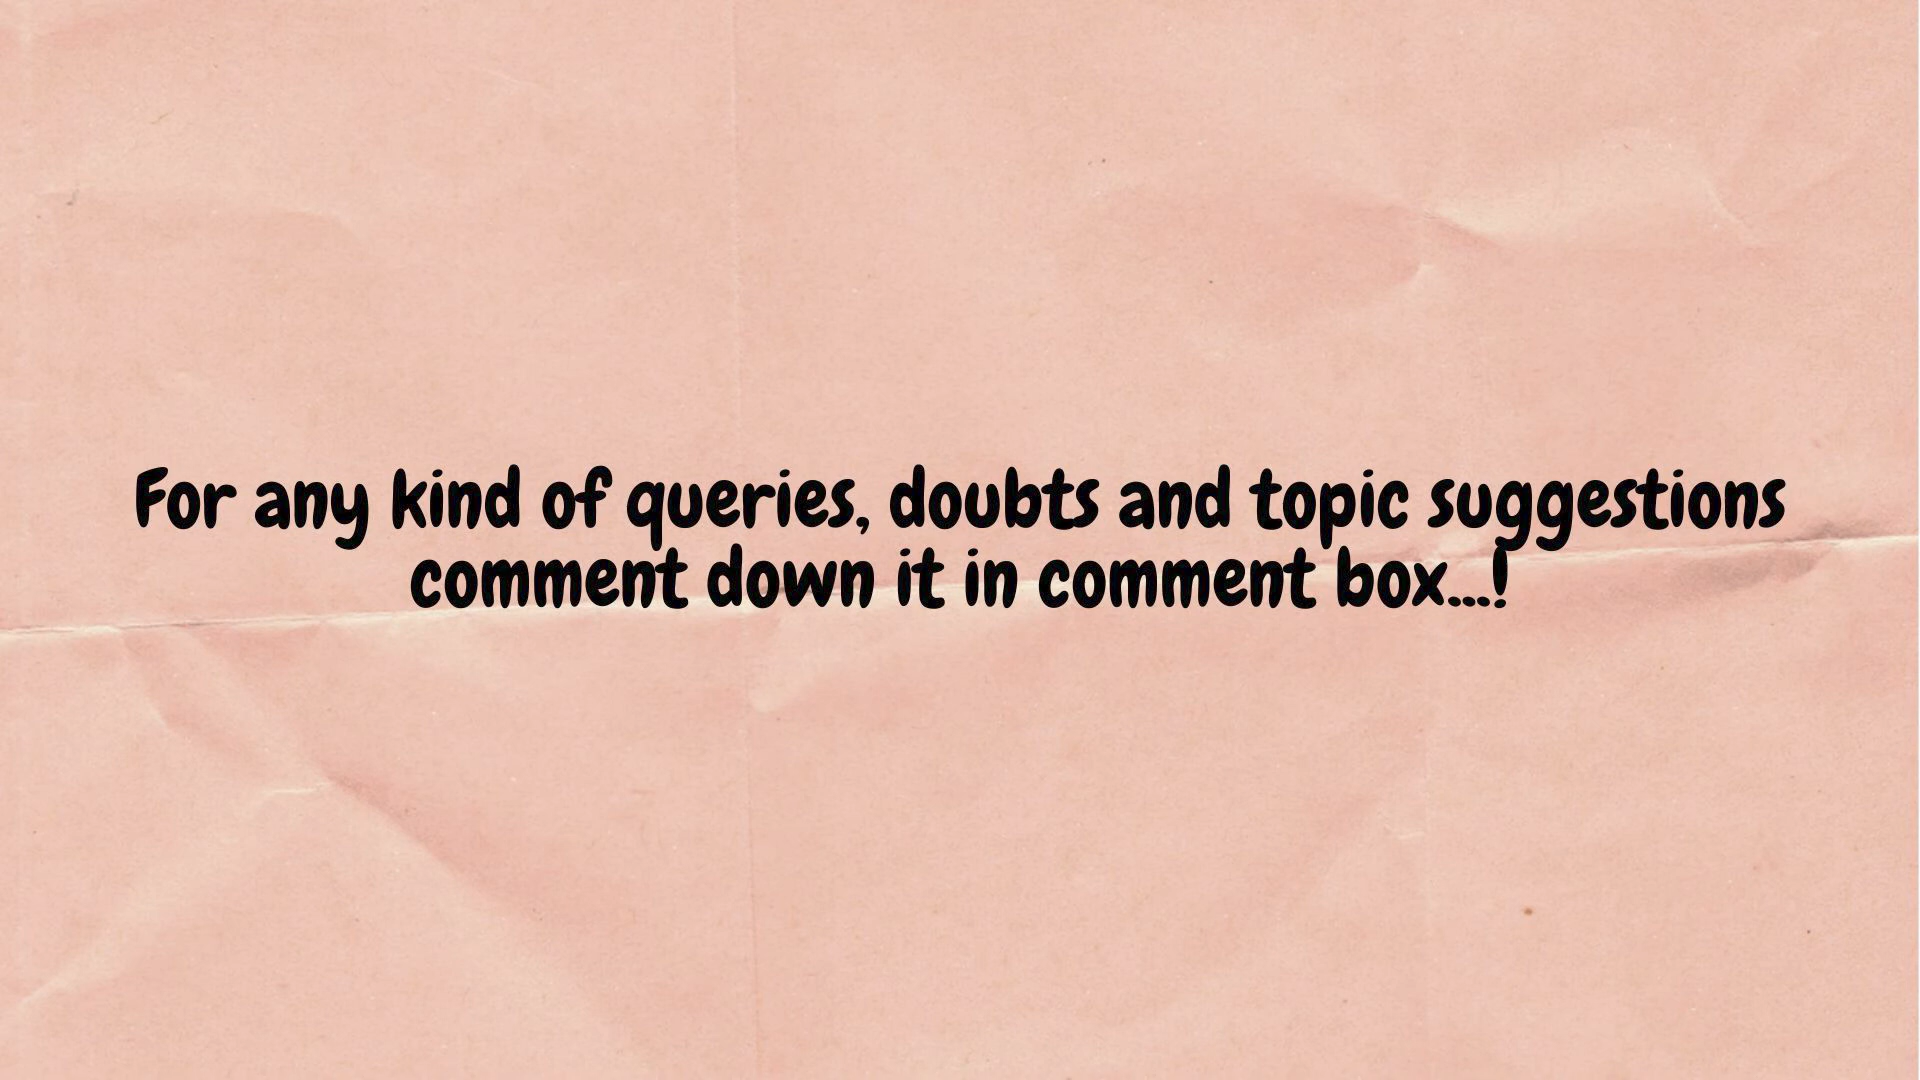 For any kind of queries, doubts and topic suggestions
comment down it in comment box...!